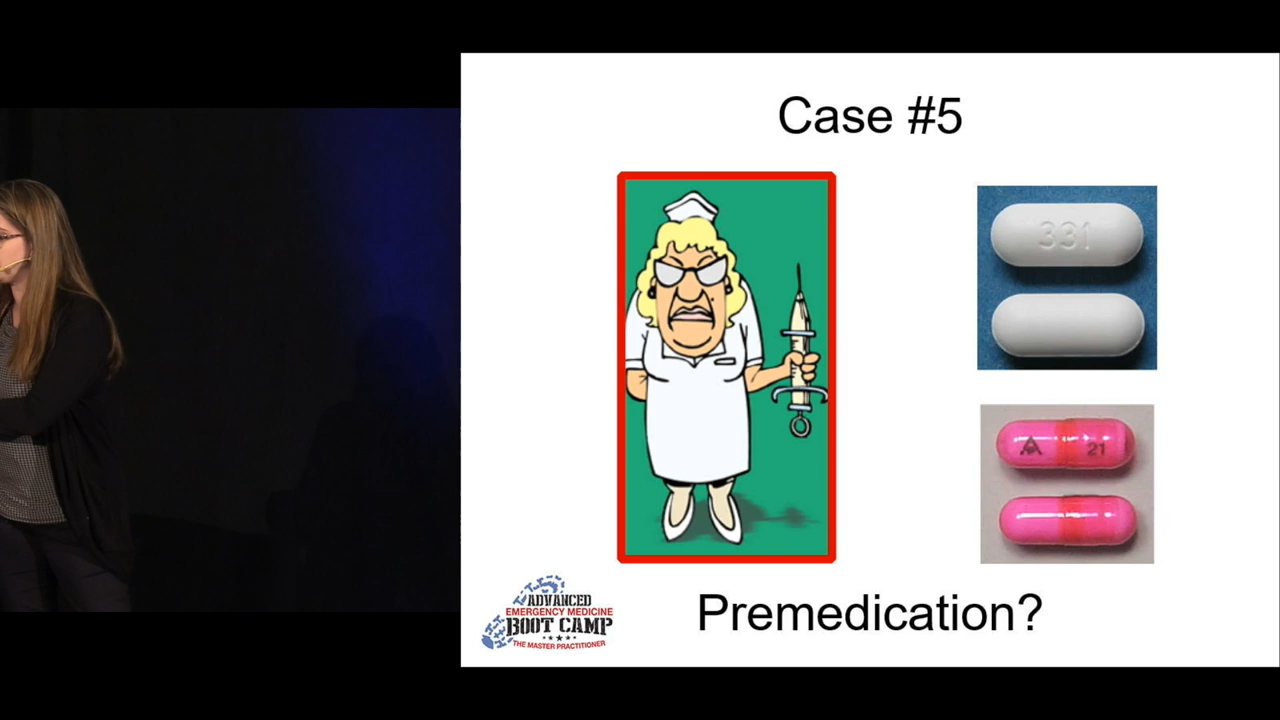 Case #5
331
A 21
Premedication?
ADVANCED
EMERGENCY MEDICINE
BOOT CAMP
THE MASTER PRACTITIONER